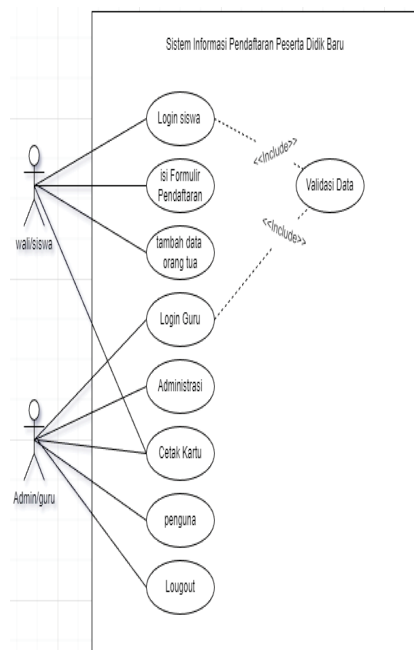 Sistem Informasi Pendaftaran Peserta Didik Baru
Login siswa
<<Include>>
isi Formulir
Pendaftaran
Validasi Data
wali/siswa
<<Include>>
tambah data
orang tua
Login Guru
Administrasi
Cetak Kartu
Admin/guru
penguna
Lougout